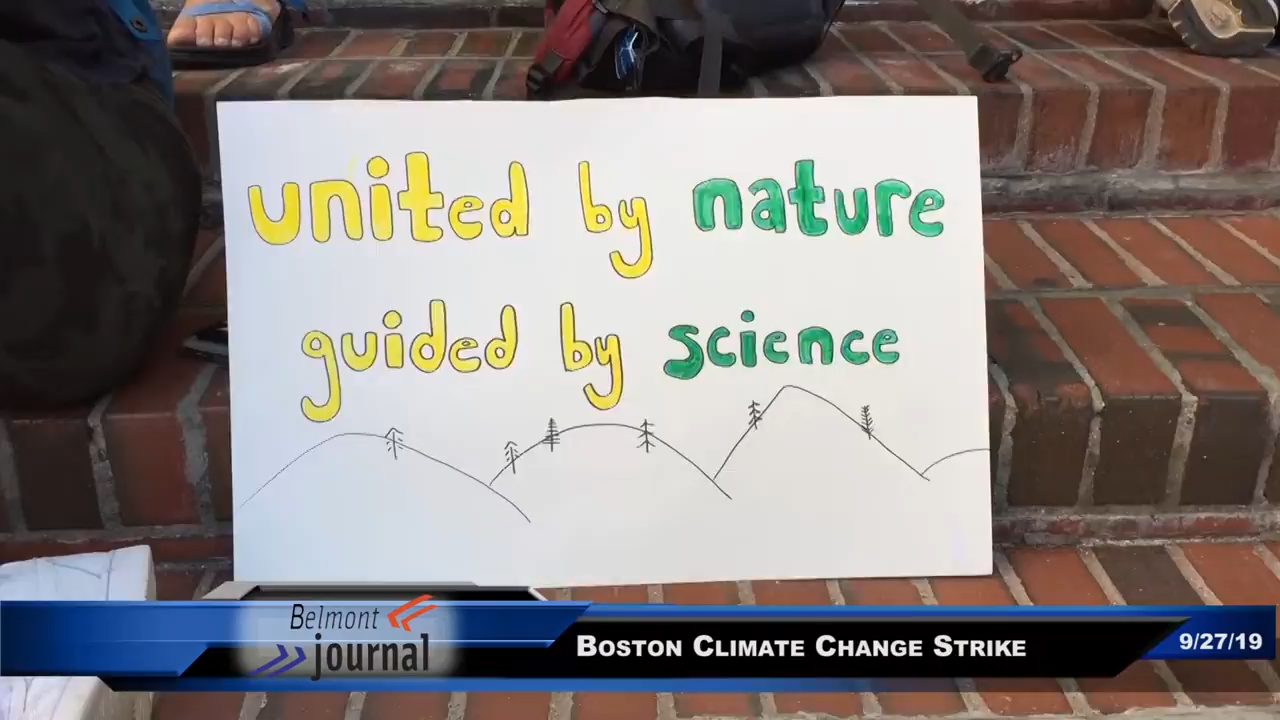 united by nature
guided by science
Belmont
journal
BOSTON CLIMATE CHANGE STRIKE
9/27/19